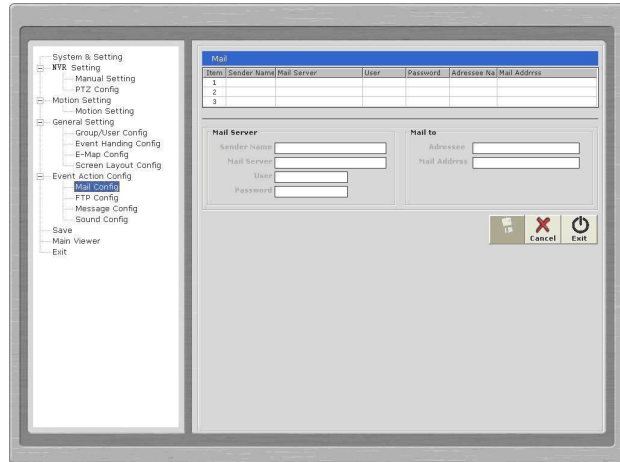 System & Setting
NVR Setting
Manual Setting
PTZ Config
Motion Setting
Motion Setting
General Setting
Group/User Config
Event Handing Config
E-Map Config
Screen Layout Config
Event Action Config
Mail Config
FTP Config
Message Config
Sound Config
Save
Main Viewer
Exit
Mail
Item Sender Name Mail Server User Password Adressee Na Mail Addrrss
1
2
3
Mail Server
Sender Name
Mail Server
User
Password
Mail to
Adressee
Mail Addrrss
Cancel
Exit